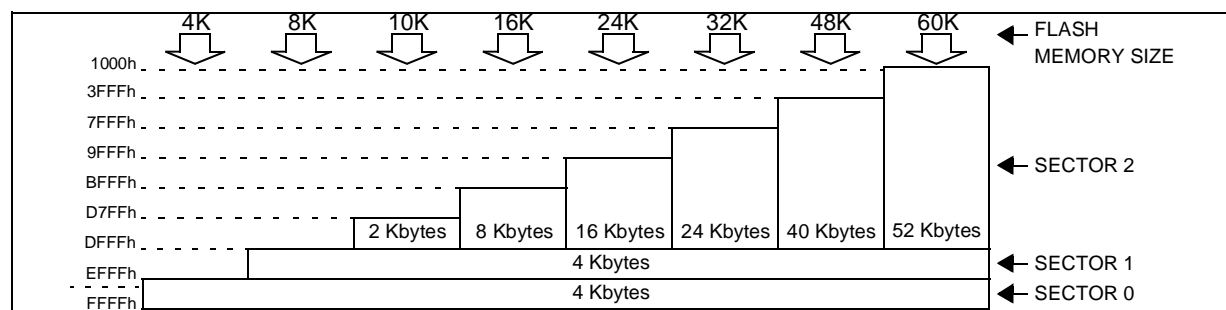 4K 8K 10K 16K 24K 32K 48K 60K FLASH
MEMORY SIZE
1000h
3FFFh
7FFFh
9FFFh
SECTOR 2
BFFFh
D7FFh
2 Kbytes 8 Kbytes 16 Kbytes 24 Kbytes 40 Kbytes 52 Kbytes
DFFFh
4 Kbytes SECTOR 1
EFFFh
4 Kbytes SECTOR 0
FFFFh